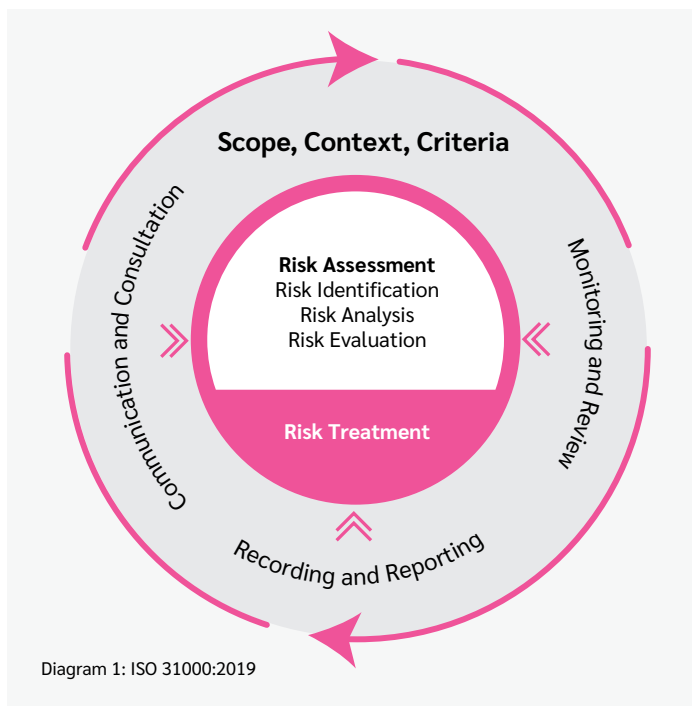 Scope, Context, Criteria
Communication and Consultation
Risk Assessment
Risk Identification
Risk Analysis
Risk Evaluation
Monitoring and Review
Risk Treatment
Recording and Reporting
Diagram 1: ISO 31000:2019